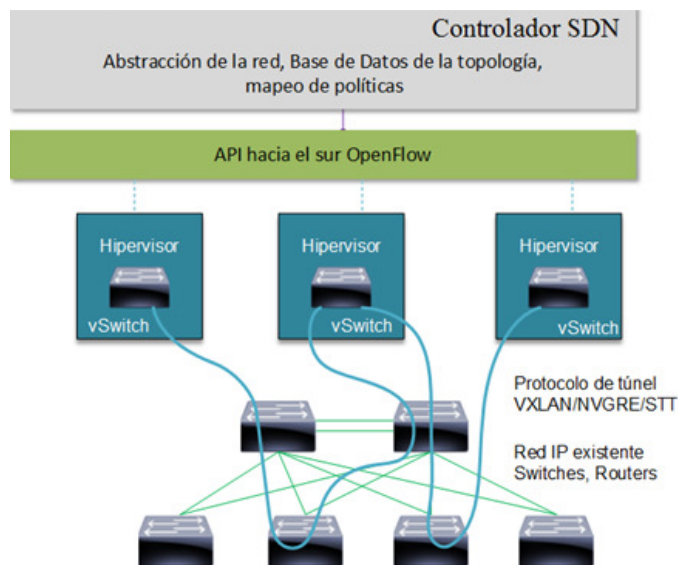 Controlador SDN
Abstracción de la red, Base de Datos de la topología,
mapeo de políticas
API hacia el sur OpenFlow
Hipervisor
vSwitch
Hipervisor
vSwitch
Hipervisor
vSwitch
Protocolo de túnel
VXLAN/NVGRE/STT
Red IP existente
Switches, Routers